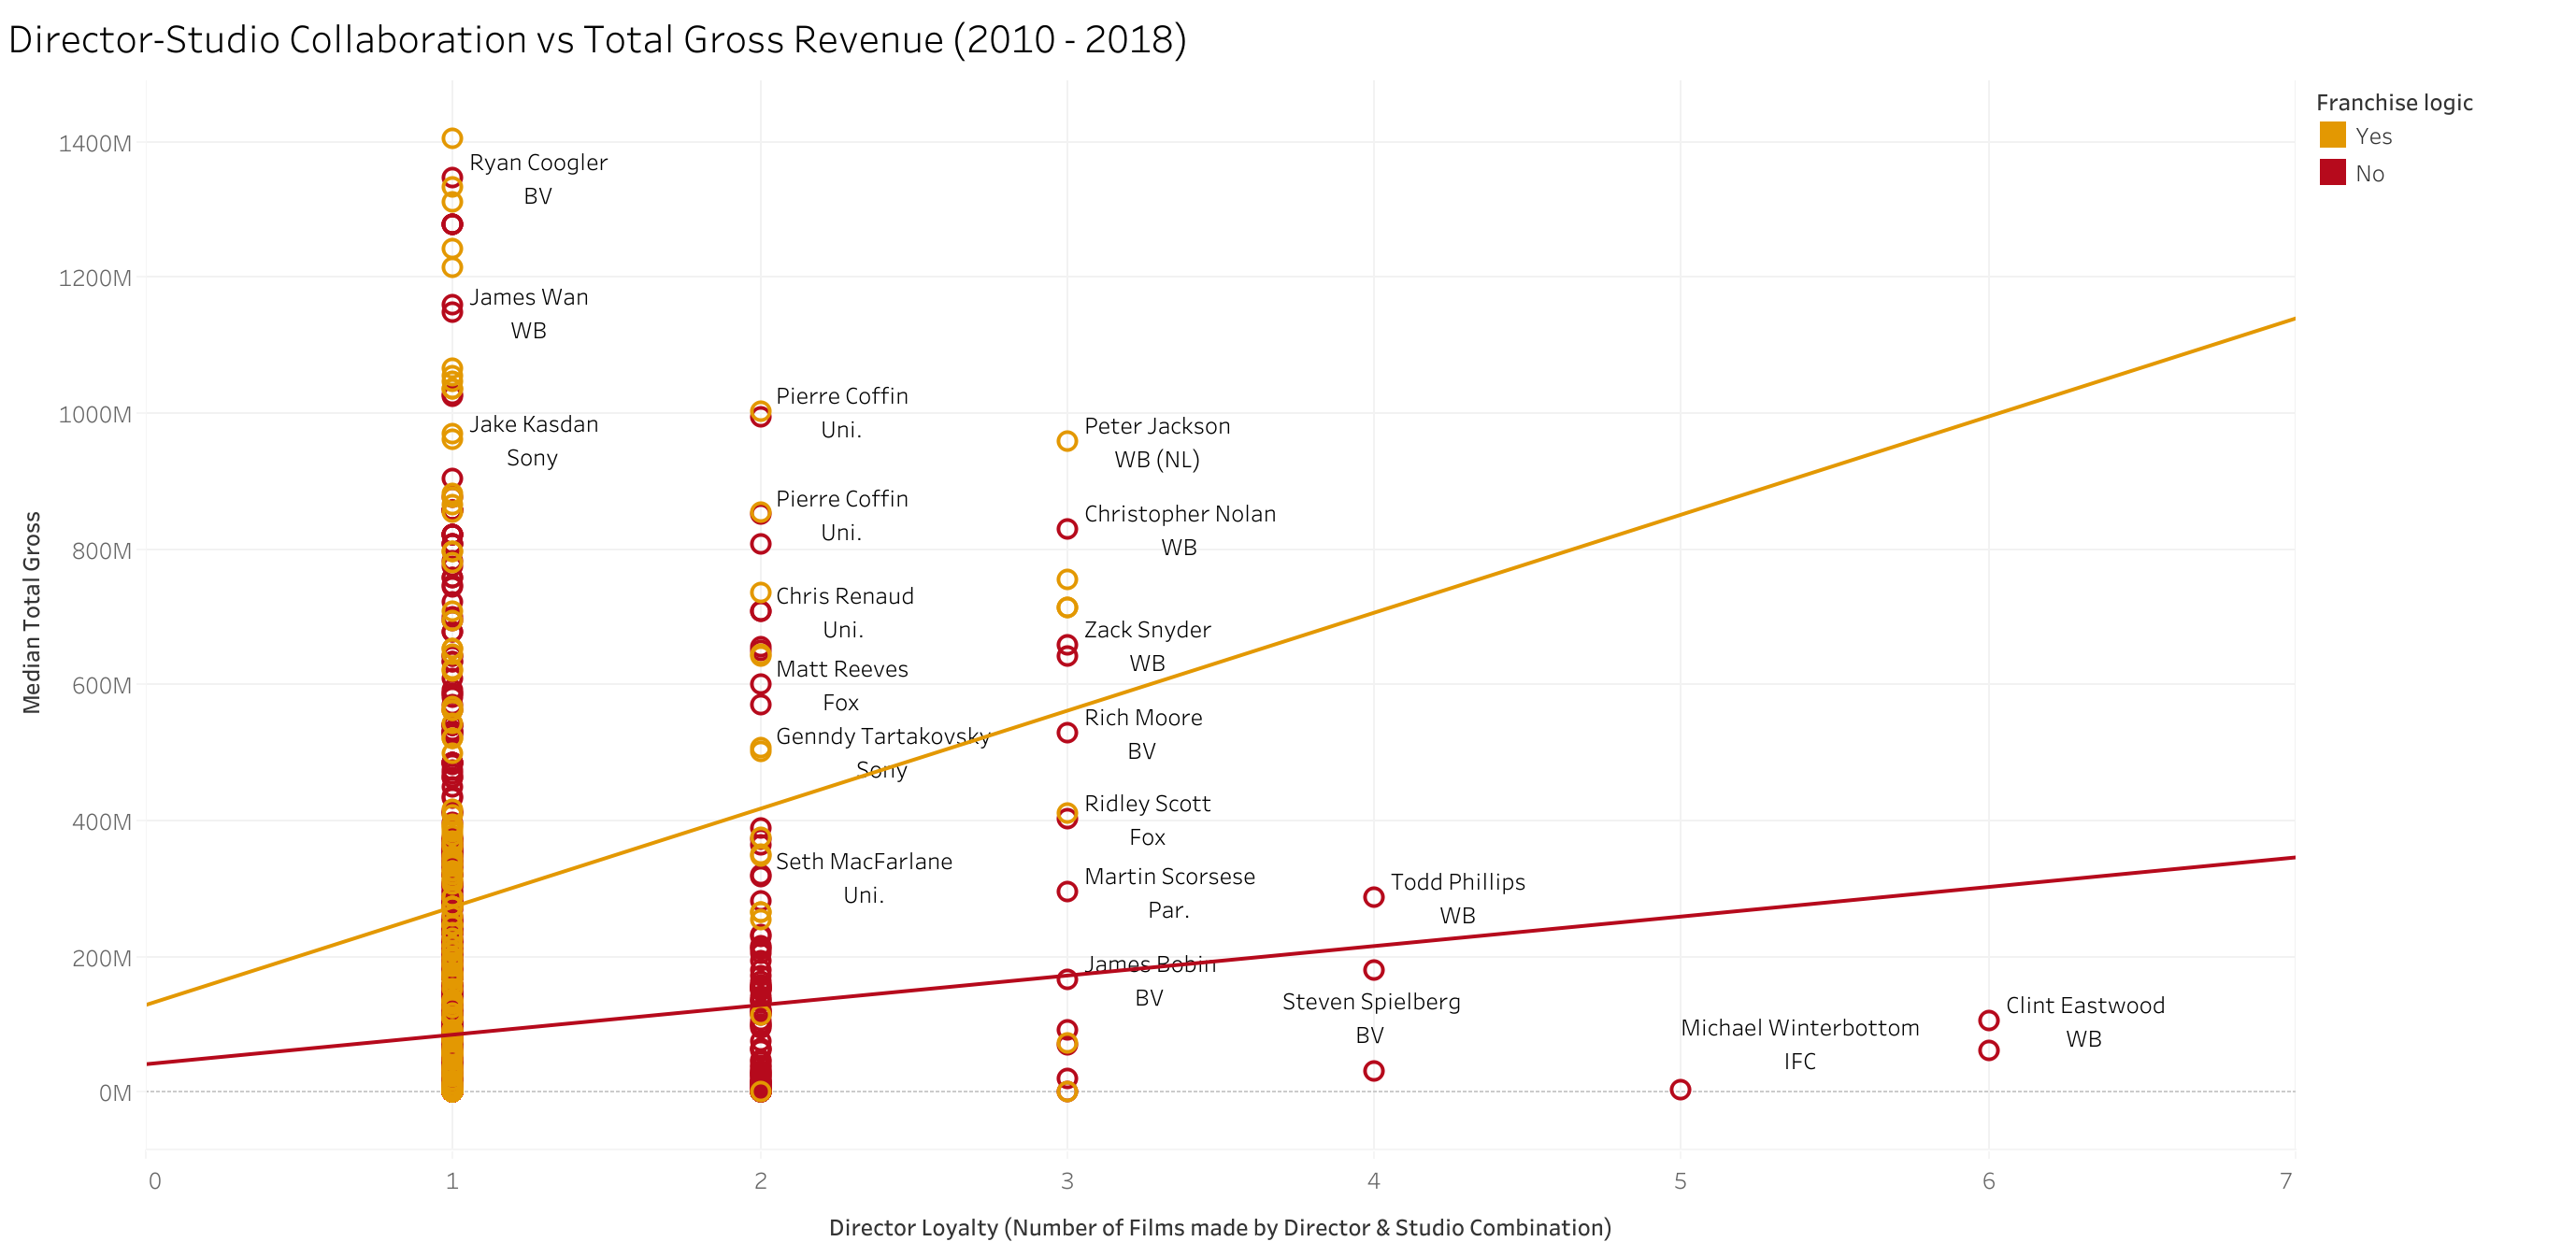 Director-Studio Collaboration vs Total Gross Revenue (2010 - 2018)
Franchise logic
Yes
No
Median Total Gross
1400M
1200M
1000M
800M
600M
400M
200M
0M
Ryan Coogler
BV
James Wan
WB
Jake Kasdan
Sony
Pierre Coffin
Uni.
Pierre Coffin
Uni.
Chris Renaud
Uni.
Matt Reeves
Fox
Genndy Tartakovsky
Sony
Seth MacFarlane
Uni.
Peter Jackson
WB (NL)
Christopher Nolan
WB
Zack Snyder
WB
Rich Moore
BV
Ridley Scott
Fox
Martin Scorsese
Par.
James Bobin
BV
Todd Phillips
WB
Steven Spielberg
BV
Michael Winterbottom
IFC
Clint Eastwood
WB
0 1 2 3 4 5 6 7
Director Loyalty (Number of Films made by Director & Studio Combination)